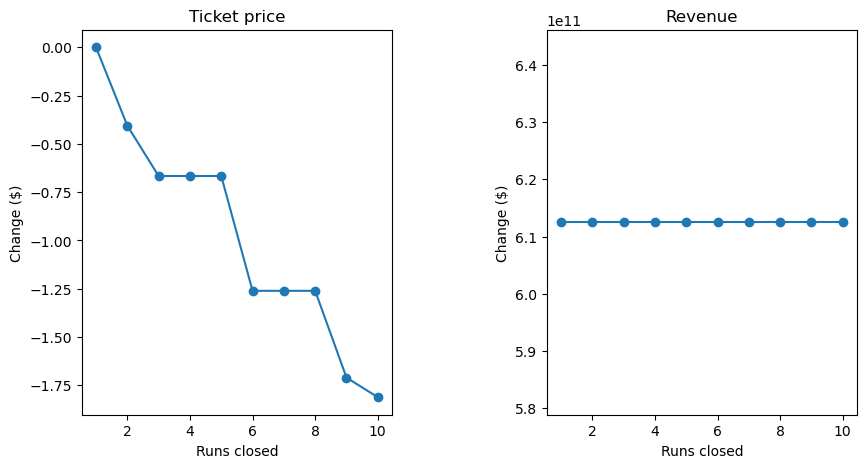 Ticket price
0.00
−0.25
−0.50
−0.75
−1.00
−1.25
−1.50
−1.75
Change ($)
2 4 6 8 10
Runs closed
Revenue
1e11
6.4
6.3
6.2
6.1
6.0
5.9
5.8
Change ($)
2 4 6 8 10
Runs closed